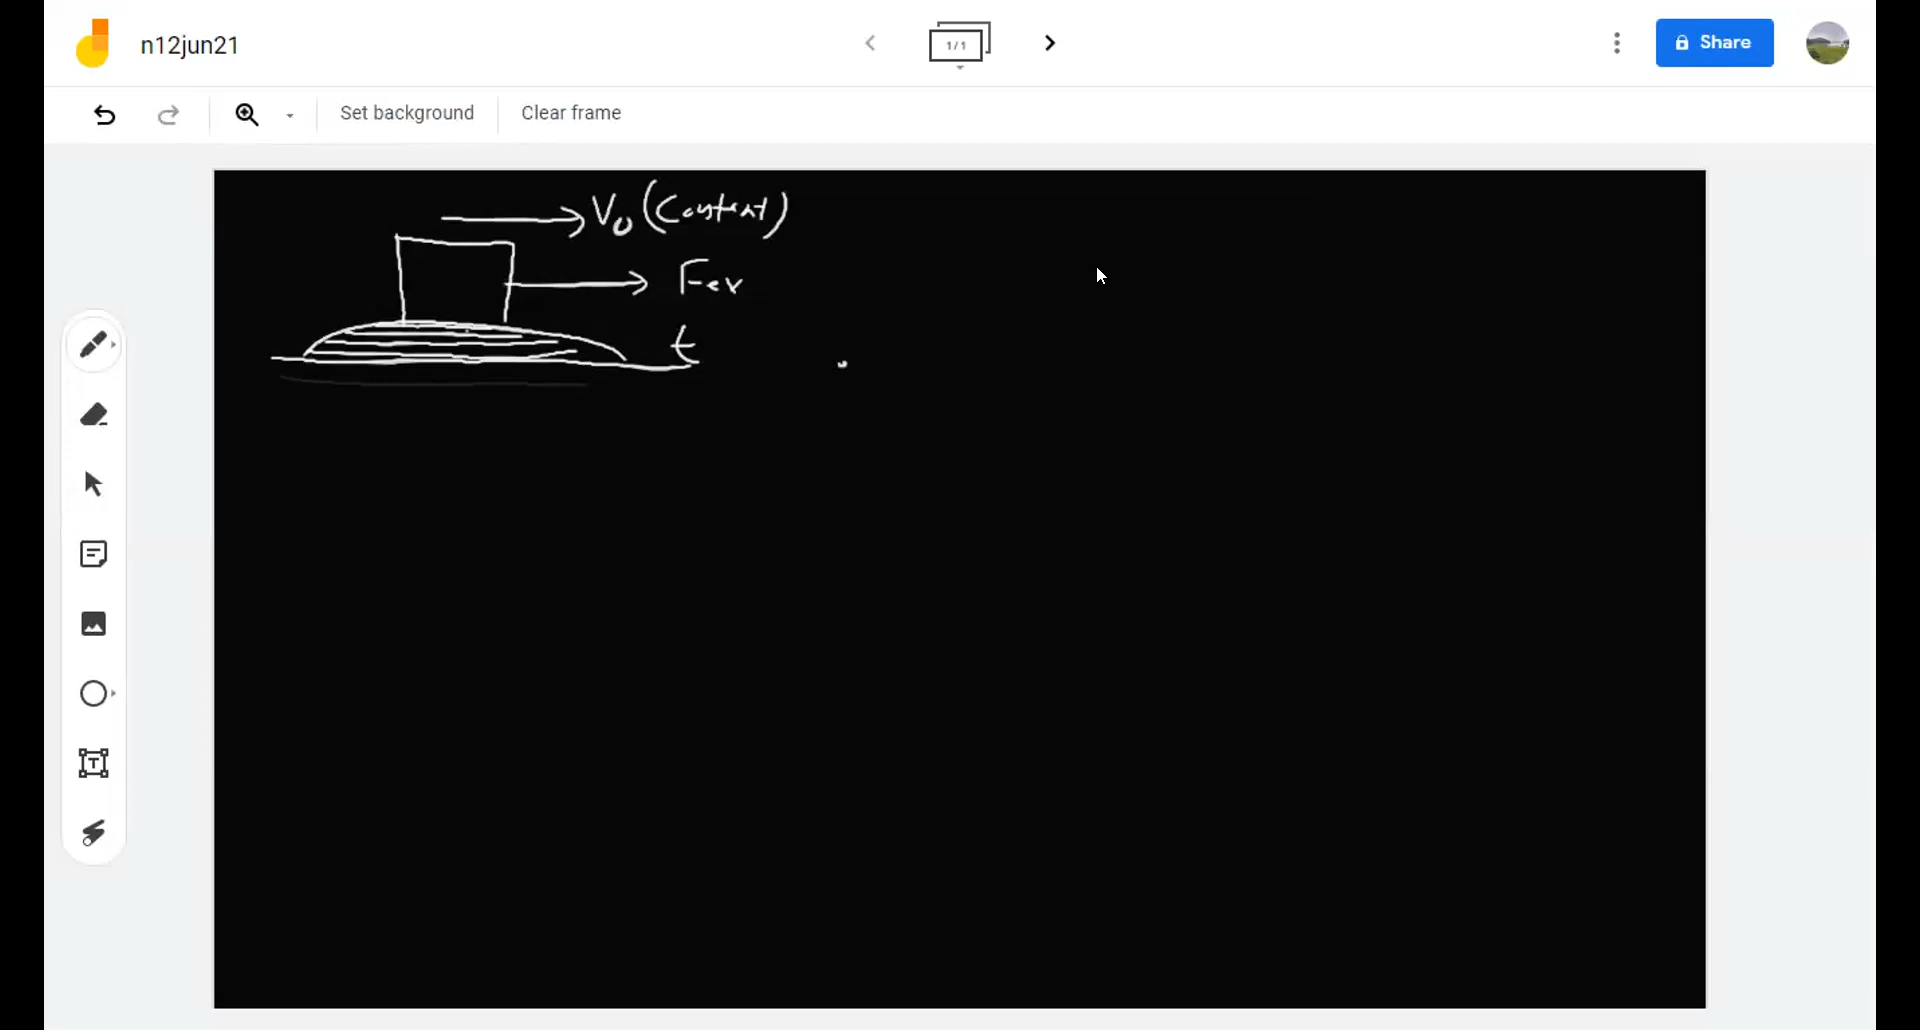 n12jun21
1/1
Share
Set background
Clear frame
V₀ (Constant)
Fex
t